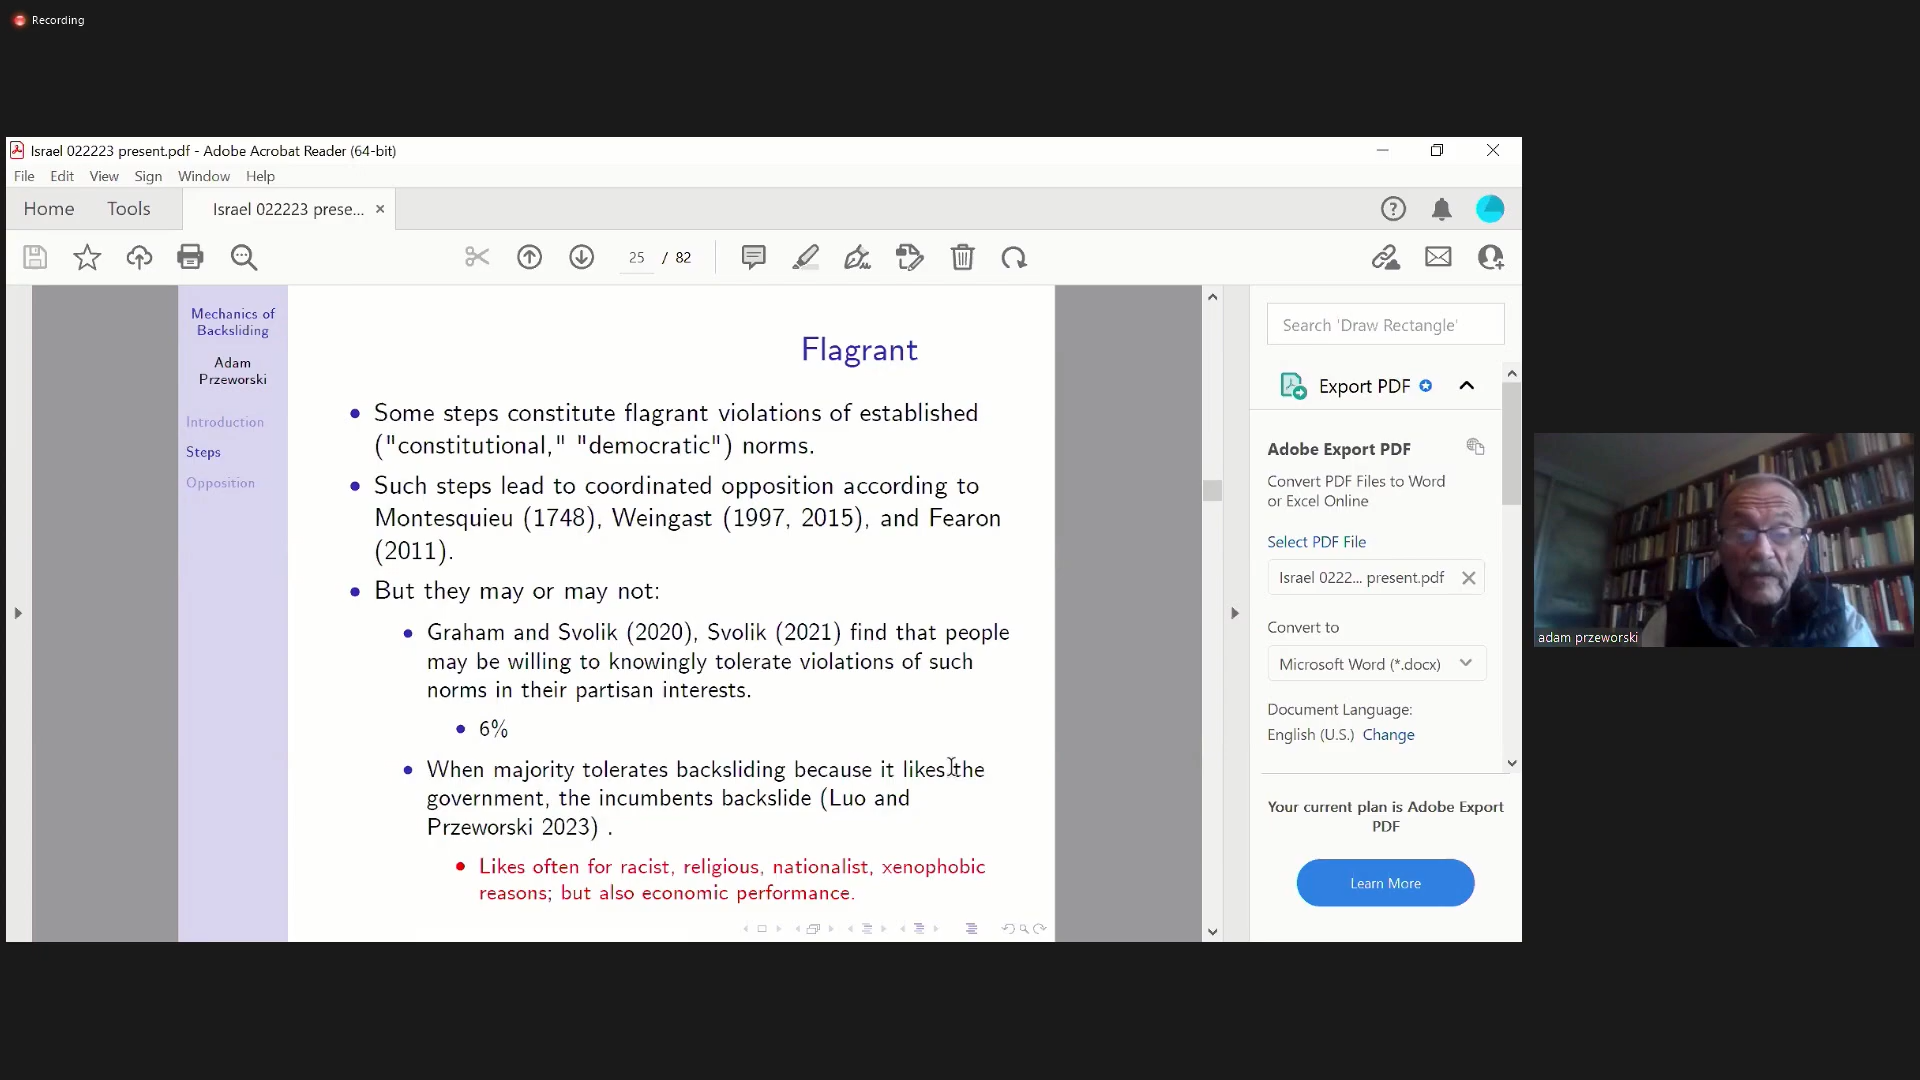 Recording
Israel 022223 present.pdf - Adobe Acrobat Reader (64-bit)
File Edit View Sign Window Help
Home Tools Israel 022223 prese... ×
25 / 82
Mechanics of
Backsliding
Adam
Przeworski
Introduction
Steps
Opposition
Flagrant
• Some steps constitute flagrant violations of established
("constitutional," "democratic") norms.
• Such steps lead to coordinated opposition according to
Montesquieu (1748), Weingast (1997, 2015), and Fearon
(2011).
• But they may or may not:
• Graham and Svolik (2020), Svolik (2021) find that people
may be willing to knowingly tolerate violations of such
norms in their partisan interests.
• 6%
• When majority tolerates backsliding because it likes the
government, the incumbents backslide (Luo and
Przeworski 2023) .
• Likes often for racist, religious, nationalist, xenophobic
reasons; but also economic performance.
Search 'Draw Rectangle'
Export PDF
Adobe Export PDF
Convert PDF Files to Word
or Excel Online
Select PDF File
Israel 0222... present.pdf
Convert to
Microsoft Word (*.docx)
Document Language:
English (U.S.) Change
Your current plan is Adobe Export
PDF
Learn More
adam przeworski